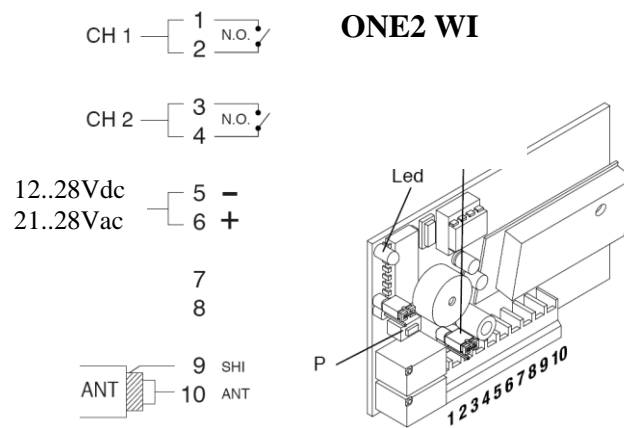 ONE2 WI
CH 1
1
N.O.
2
CH 2
3
N.O.
4
12..28Vdc
21..28Vac
5 -
6 +
7
8
ANT
9 SHI
10 ANT
Led
P
12345678910